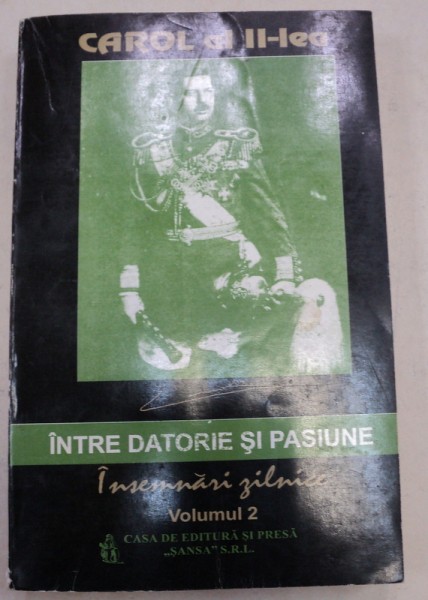 CAROL al II-lea
ÎNTRE DATORIE ŞI PASIUNE
Însemnări zilnice
Volumul 2
CASA DE EDITURĂ ŞI PRESĂ
„ŞANSA” S.R.L.